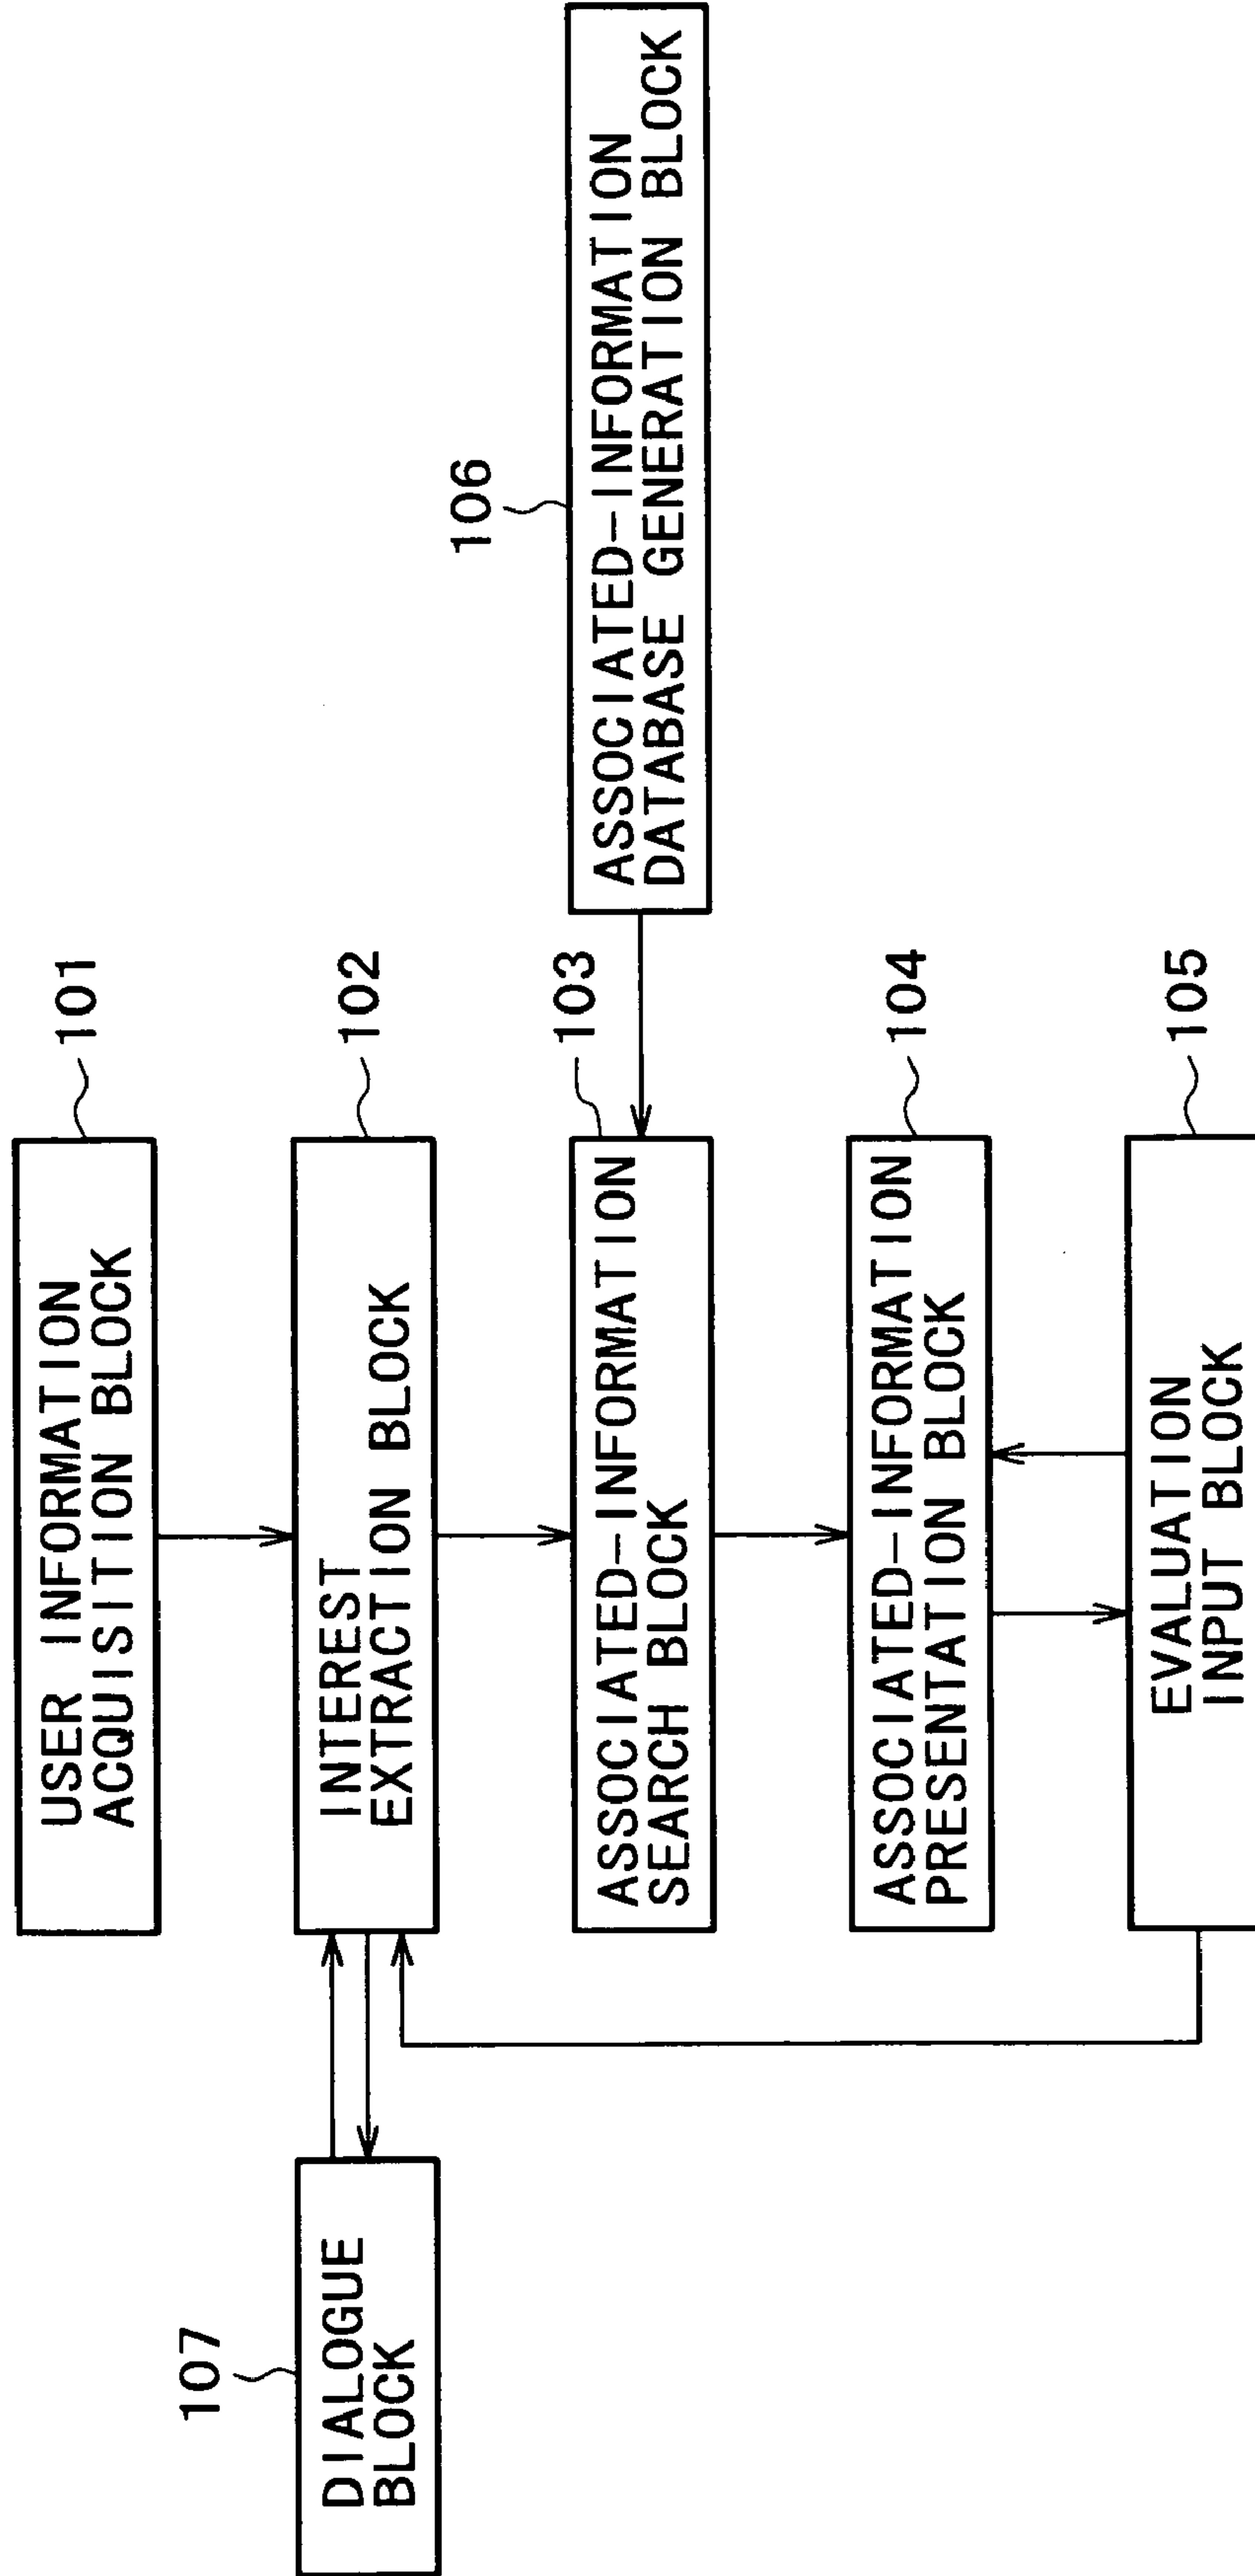 101
USER INFORMATION
ACQUISITION BLOCK
107
DIALOGUE
BLOCK
102
INTEREST
EXTRACTION BLOCK
103
ASSOCIATED-INFORMATION
SEARCH BLOCK
106
ASSOCIATED-INFORMATION
DATABASE GENERATION BLOCK
104
ASSOCIATED-INFORMATION
PRESENTATION BLOCK
105
EVALUATION
INPUT BLOCK